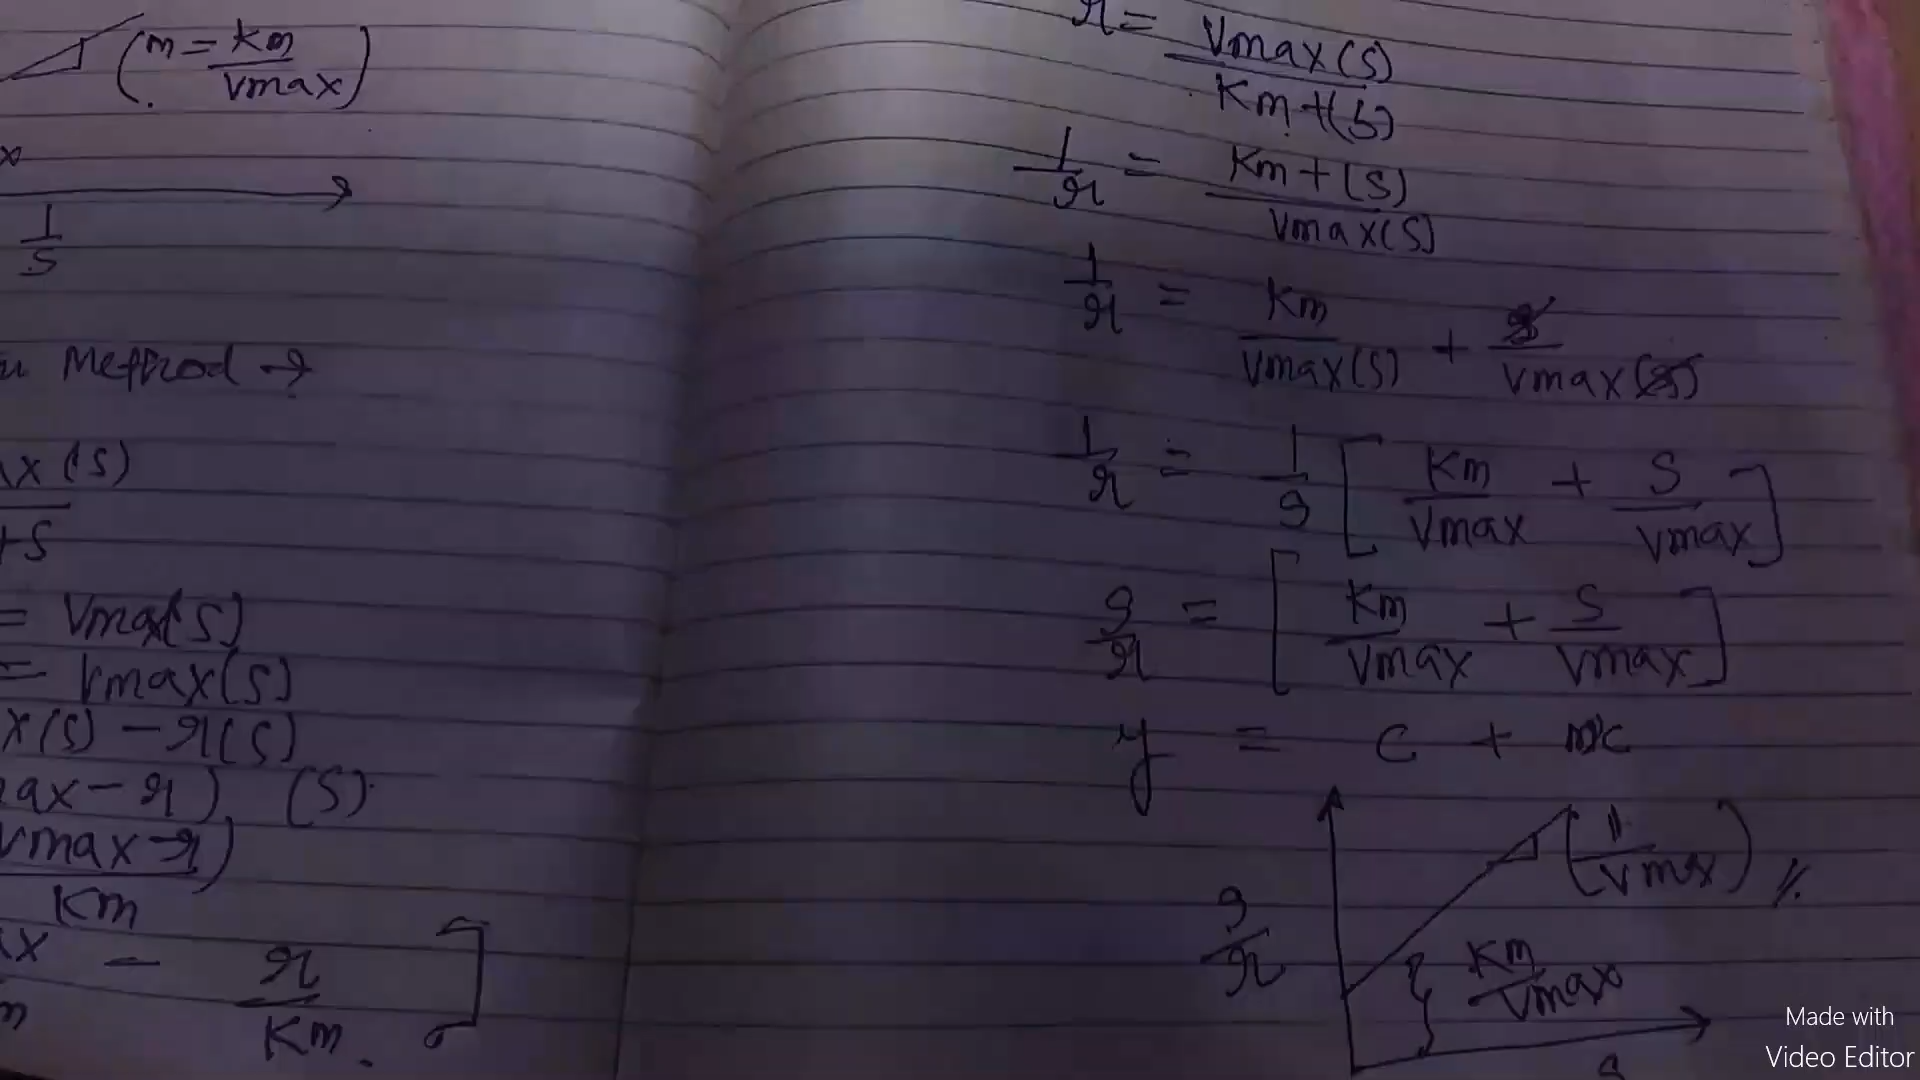 (m = Km/Vmax)
1/S
Method →
x(S)
+S
= Vmax(S)
= Vmax(S)
x(S) - r(S)
ax - r) (S)
Vmax - r)
Km
x - r/Km ]
r = Vmax(S)/Km+(S)
1/r = Km+(S)/Vmax(S)
1/r = Km/Vmax(S) + S/Vmax(S)
1/r = 1/S [Km/Vmax + S/Vmax]
S/r = [Km/Vmax + S/Vmax]
y = c + mx
(1/Vmax)
S/r
Km/Vmax
S
Made with
Video Editor